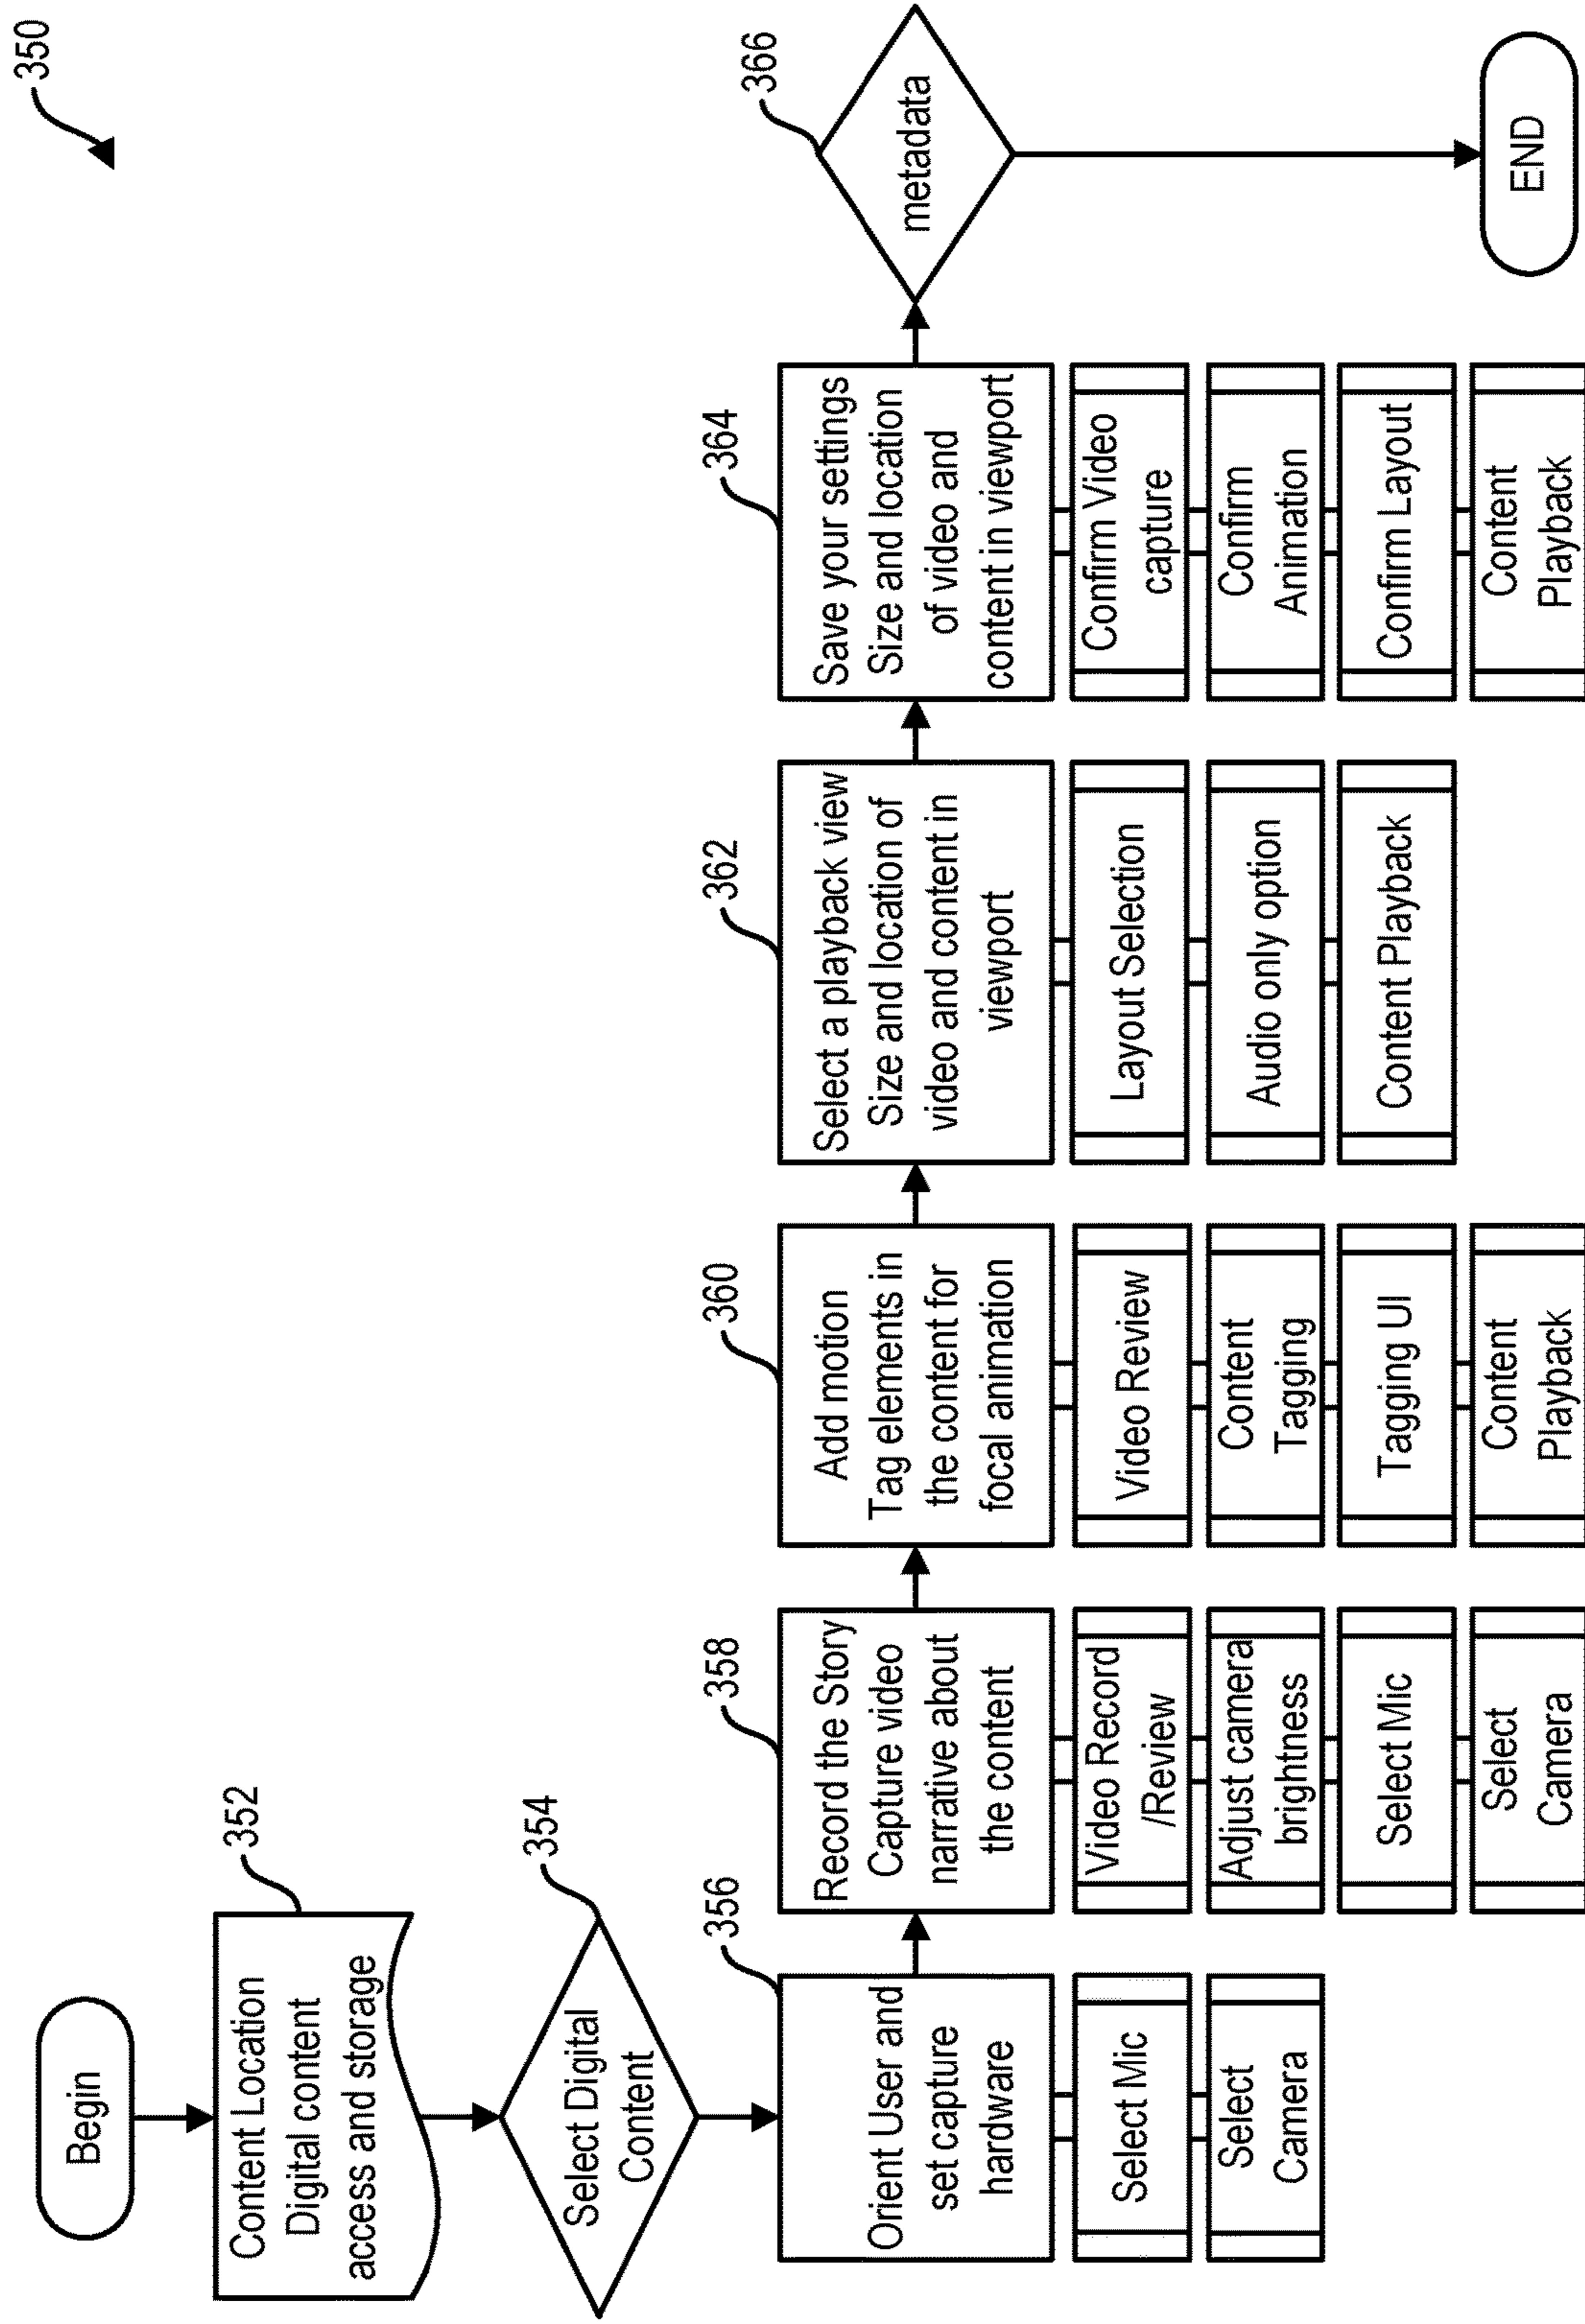 350
Begin
352
Content Location
Digital content
access and storage
354
Select Digital
Content
356
Orient User and
set capture
hardware
Select Mic
Select
Camera
358
Record the Story
Capture video
narrative about
the content
Video Record
/Review
Adjust camera
brightness
Select Mic
Select
Camera
360
Add motion
Tag elements in
the content for
focal animation
Video Review
Content
Tagging
Tagging UI
Content
Playback
362
Select a playback view
Size and location of
video and content in
viewport
Layout Selection
Audio only option
Content Playback
364
Save your settings
Size and location
of video and
content in viewport
Confirm Video
capture
Confirm
Animation
Confirm Layout
Content
Playback
366
metadata
END